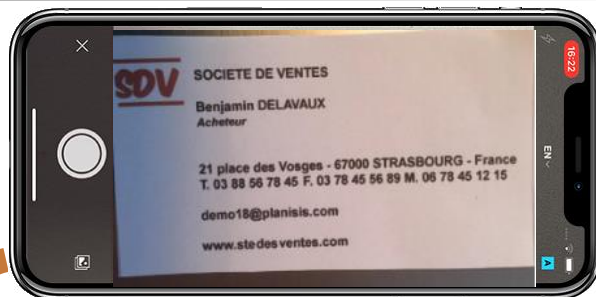 SDV
SOCIETE DE VENTES
Benjamin DELAVAUX
Acheteur
21 place des Vosges - 67000 STRASBOURG - France
T. 03 88 56 78 45 F. 03 78 45 56 89 M. 06 78 45 12 15
demo18@planisis.com
www.stedesventes.com
16:22
EN
A